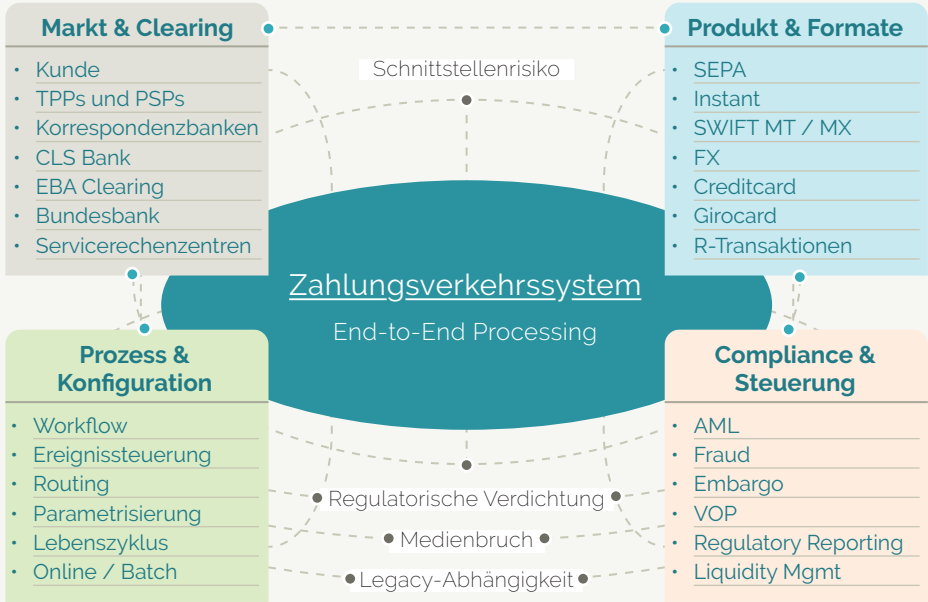 Markt & Clearing
• Kunde
• TPPs und PSPs
• Korrespondenzbanken
• CLS Bank
• EBA Clearing
• Bundesbank
• Servicerechenzentren
Schnittstellenrisiko
Produkt & Formate
• SEPA
• Instant
• SWIFT MT / MX
• FX
• Creditcard
• Girocard
• R-Transaktionen
Zahlungsverkehrssystem
End-to-End Processing
Prozess &
Konfiguration
• Workflow
• Ereignissteuerung
• Routing
• Parametrisierung
• Lebenszyklus
• Online / Batch
Regulatorische Verdichtung
Medienbruch
Legacy-Abhängigkeit
Compliance &
Steuerung
• AML
• Fraud
• Embargo
• VOP
• Regulatory Reporting
• Liquidity Mgmt